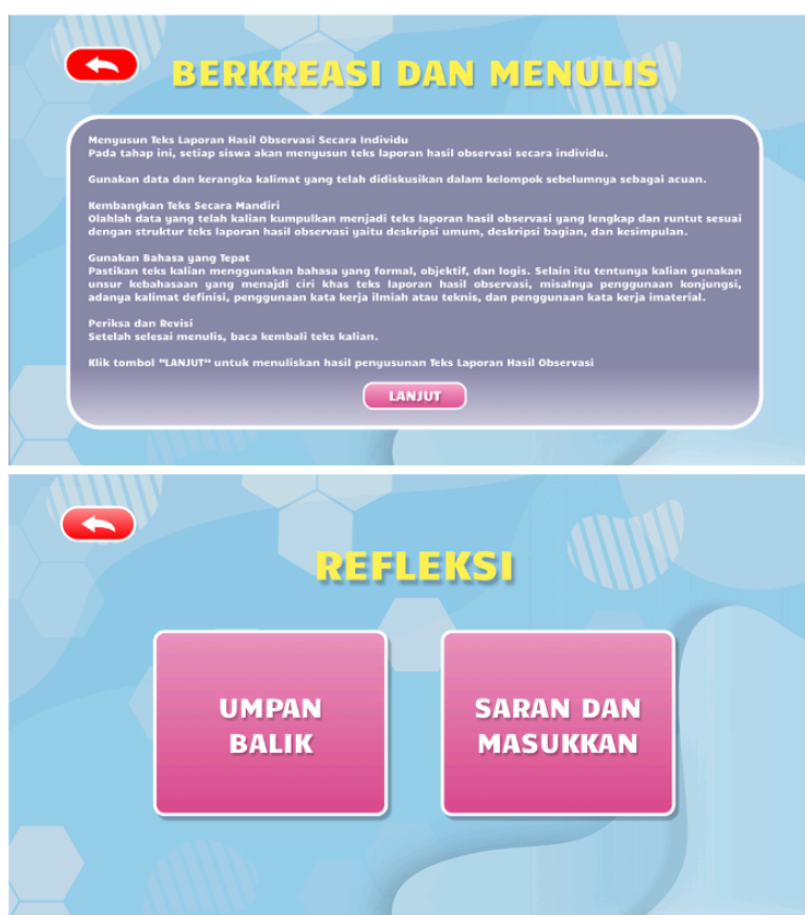 BERKREASI DAN MENULIS
Menyusun Teks Laporan Hasil Observasi Secara Individu
Pada tahap ini, setiap siswa akan menyusun teks laporan hasil observasi secara individu.
Gunakan data dan kerangka kalimat yang telah didiskusikan dalam kelompok sebelumnya sebagai acuan.
Kembangkan Teks Secara Mandiri
Olahlah data yang telah kalian kumpulkan menjadi teks laporan hasil observasi yang lengkap dan runtut sesuai
dengan struktur teks laporan hasil observasi yaitu deskripsi umum, deskripsi bagian, dan kesimpulan.
Gunakan Bahasa yang Tepat
Pastikan teks kalian menggunakan bahasa yang formal, objektif, dan logis. Selain itu tentunya kalian gunakan
unsur kebahasaan yang menajdi ciri khas teks laporan hasil observasi, misalnya penggunaan konjungsi,
adanya kalimat definisi, penggunaan kata kerja ilmiah atau teknis, dan penggunaan kata kerja imaterial.
Periksa dan Revisi
Setelah selesai menulis, baca kembali teks kalian.
Klik tombol "LANJUT" untuk menuliskan hasil penyusunan Teks Laporan Hasil Observasi
LANJUT
REFLEKSI
UMPAN
BALIK
SARAN DAN
MASUKKAN